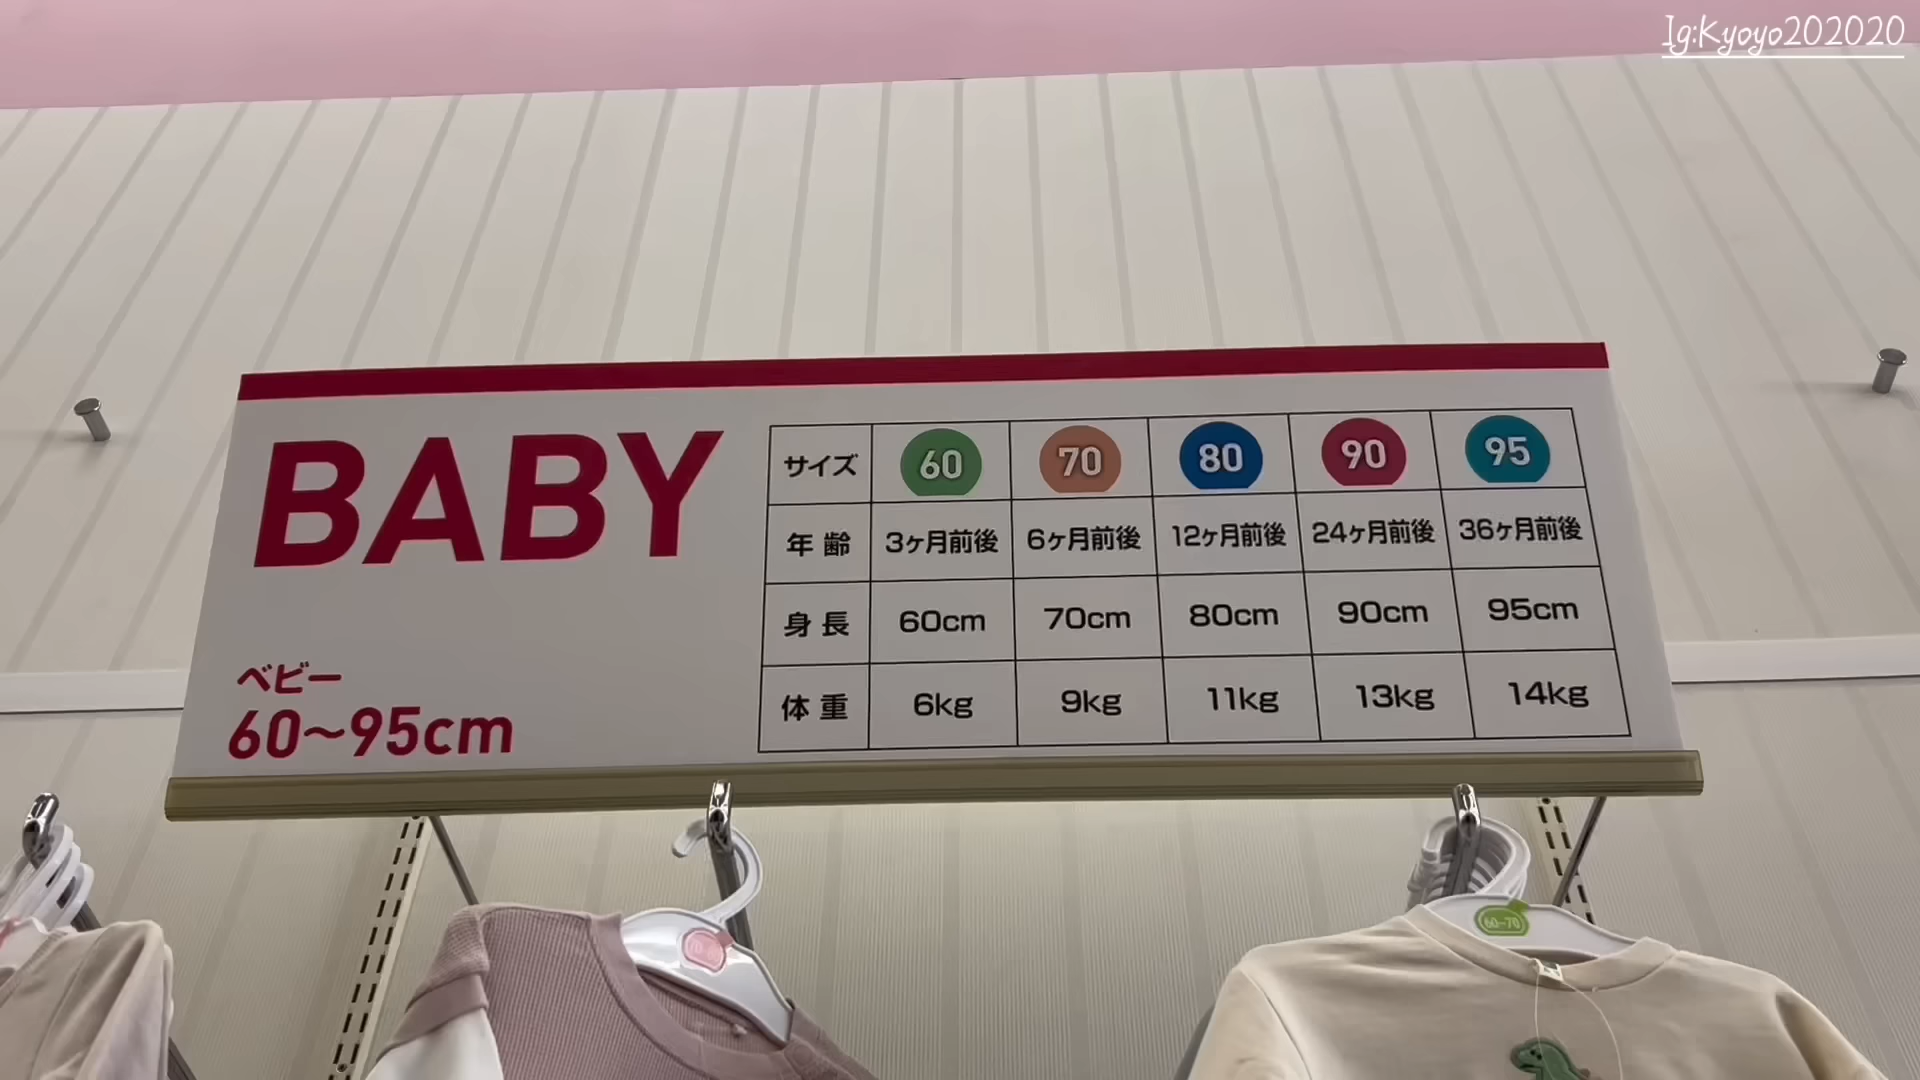 Ig:Kyoyo202020
BABY
ベビー
60～95cm
サイズ 60 70 80 90 95
年齢 3ヶ月前後 6ヶ月前後 12ヶ月前後 24ヶ月前後 36ヶ月前後
身長 60cm 70cm 80cm 90cm 95cm
体重 6kg 9kg 11kg 13kg 14kg
60-70